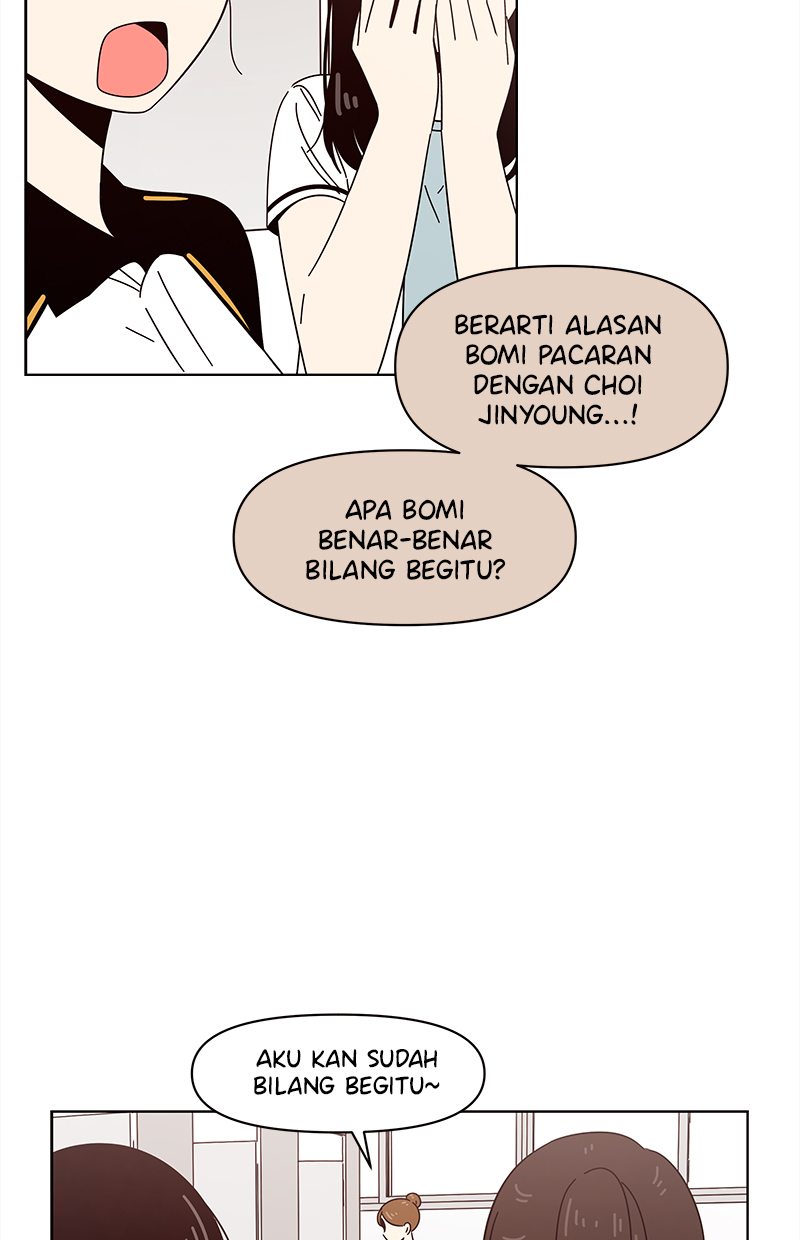 BERARTI ALASAN
BOMI PACARAN
DENGAN CHOI
JINYOUNG...!
APA BOMI
BENAR-BENAR
BILANG BEGITU?
AKU KAN SUDAH
BILANG BEGITU~